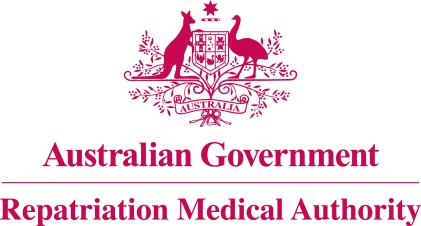 AUSTRALIA
Australian Government
Repatriation Medical Authority